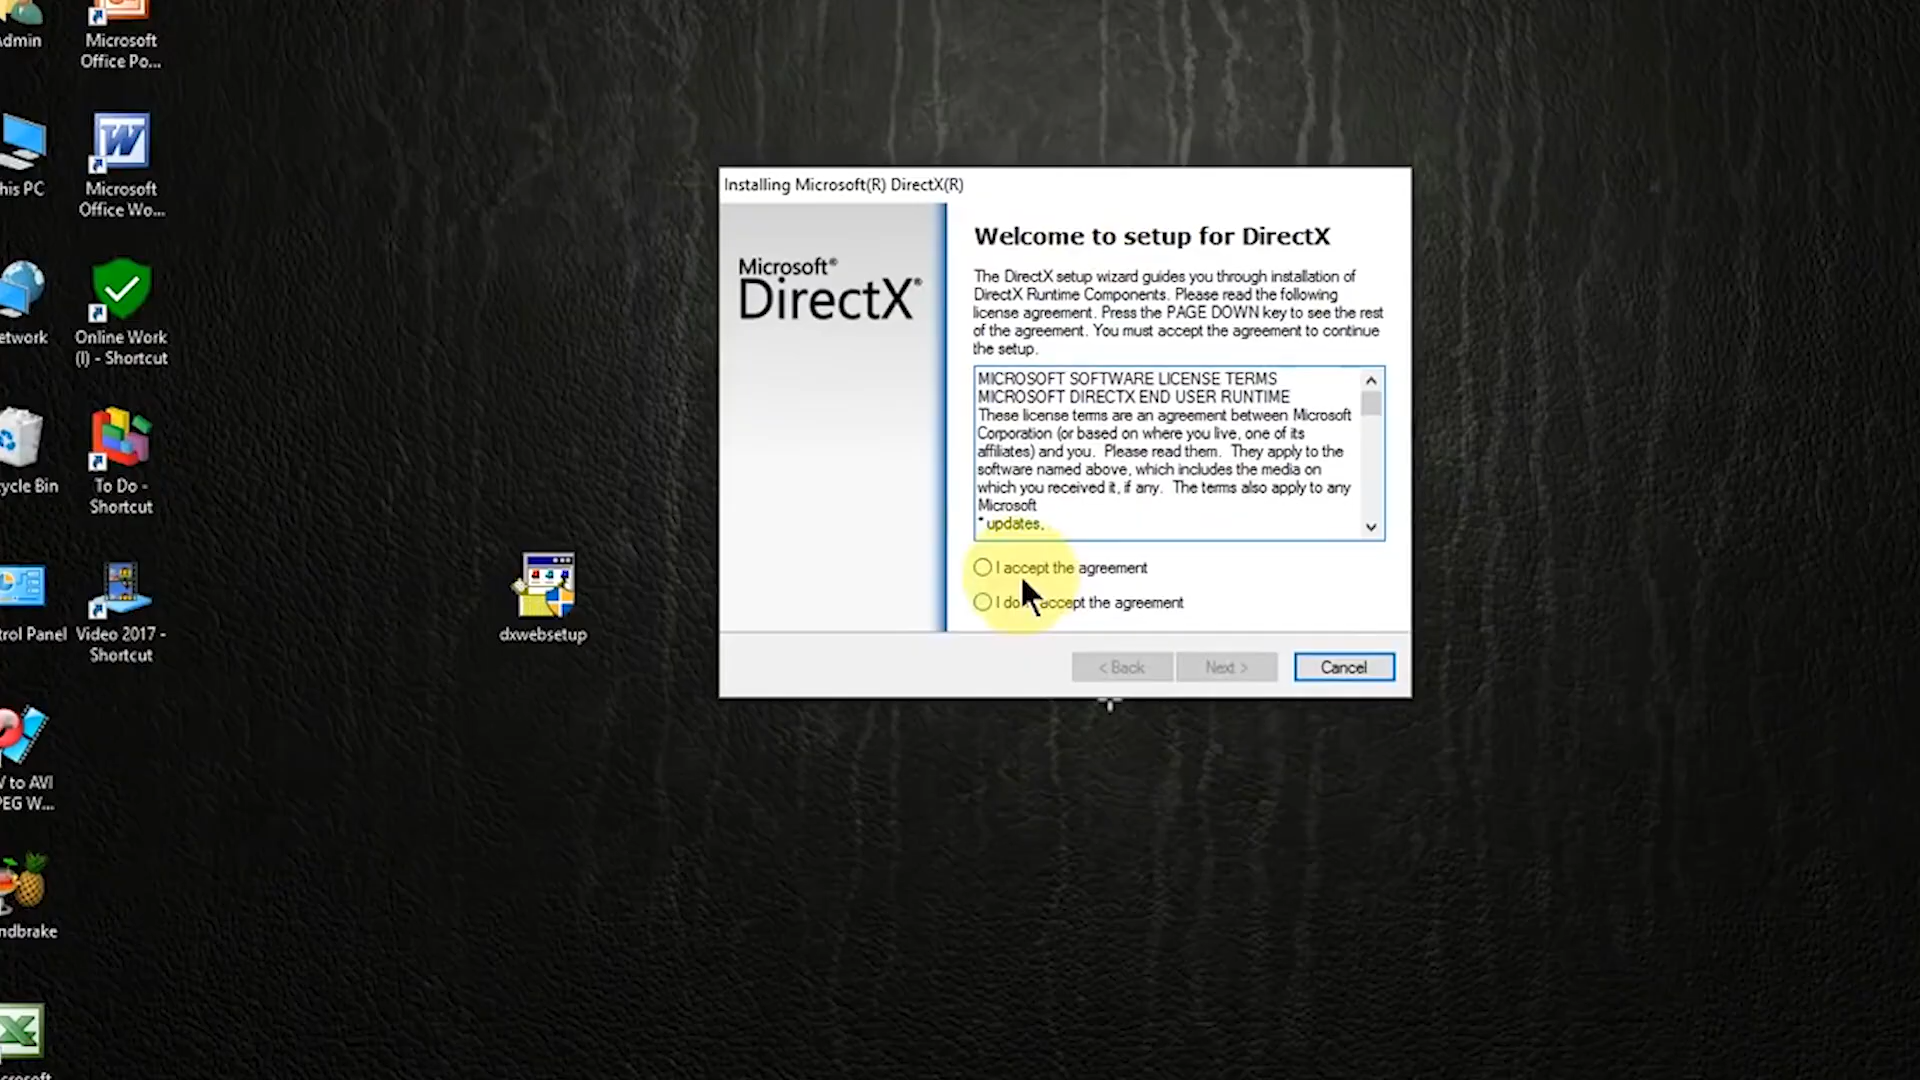 Admin
Microsoft
Office Po...
his PC
Microsoft
Office Wo...
etwork
Online Work
(I) - Shortcut
cycle Bin
To Do -
Shortcut
trol Panel
Video 2017 -
Shortcut
V to AVI
PEG W...
ndbrake
dxwebsetup
Installing Microsoft(R) DirectX(R)
Microsoft®
DirectX®
Welcome to setup for DirectX
The DirectX setup wizard guides you through installation of
DirectX Runtime Components. Please read the following
license agreement. Press the PAGE DOWN key to see the rest
of the agreement. You must accept the agreement to continue
the setup.
MICROSOFT SOFTWARE LICENSE TERMS
MICROSOFT DIRECTX END USER RUNTIME
These license terms are an agreement between Microsoft
Corporation (or based on where you live, one of its
affiliates) and you. Please read them. They apply to the
software named above, which includes the media on
which you received it, if any. The terms also apply to any
Microsoft
* updates,
I accept the agreement
I do accept the agreement
< Back
Next >
Cancel